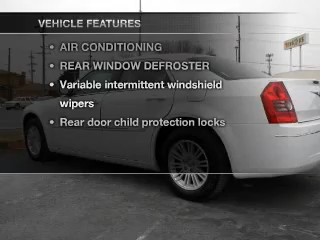 VEHICLE FEATURES
• AIR CONDITIONING
• REAR WINDOW DEFROSTER
• Variable intermittent windshield
wipers
• Rear door child protection locks